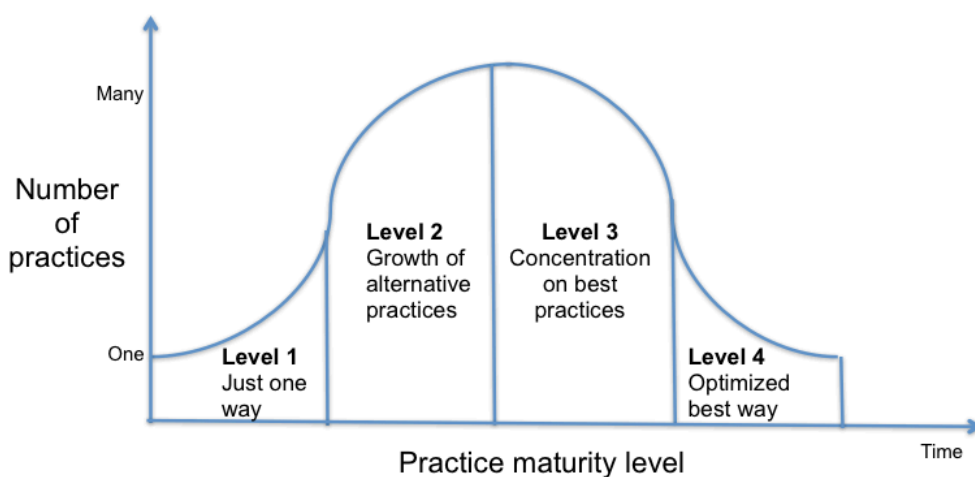 Many
Number
of
practices
One
Level 1
Just one
way
Level 2
Growth of
alternative
practices
Level 3
Concentration
on best
practices
Level 4
Optimized
best way
Time
Practice maturity level